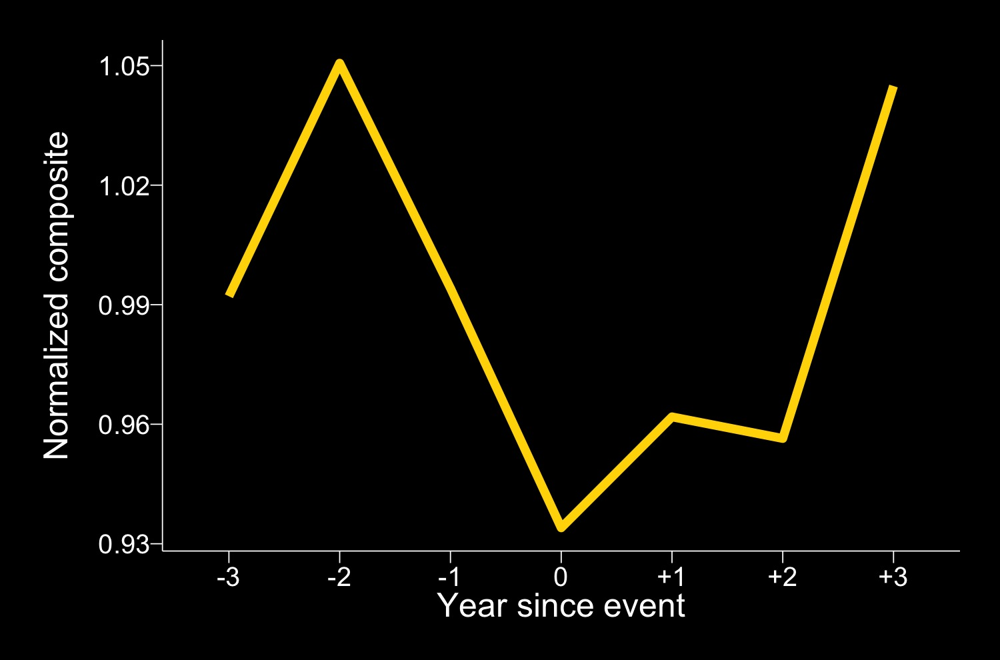 Normalized composite
1.05
1.02
0.99
0.96
0.93
-3 -2 -1 0 +1 +2 +3
Year since event